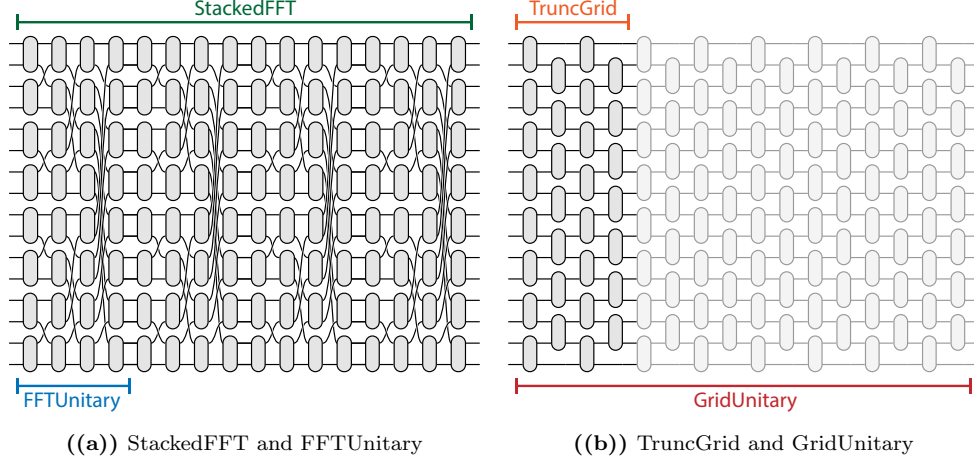 StackedFFT
TruncGrid
FFTUnitary
GridUnitary
((a)) StackedFFT and FFTUnitary
((b)) TruncGrid and GridUnitary